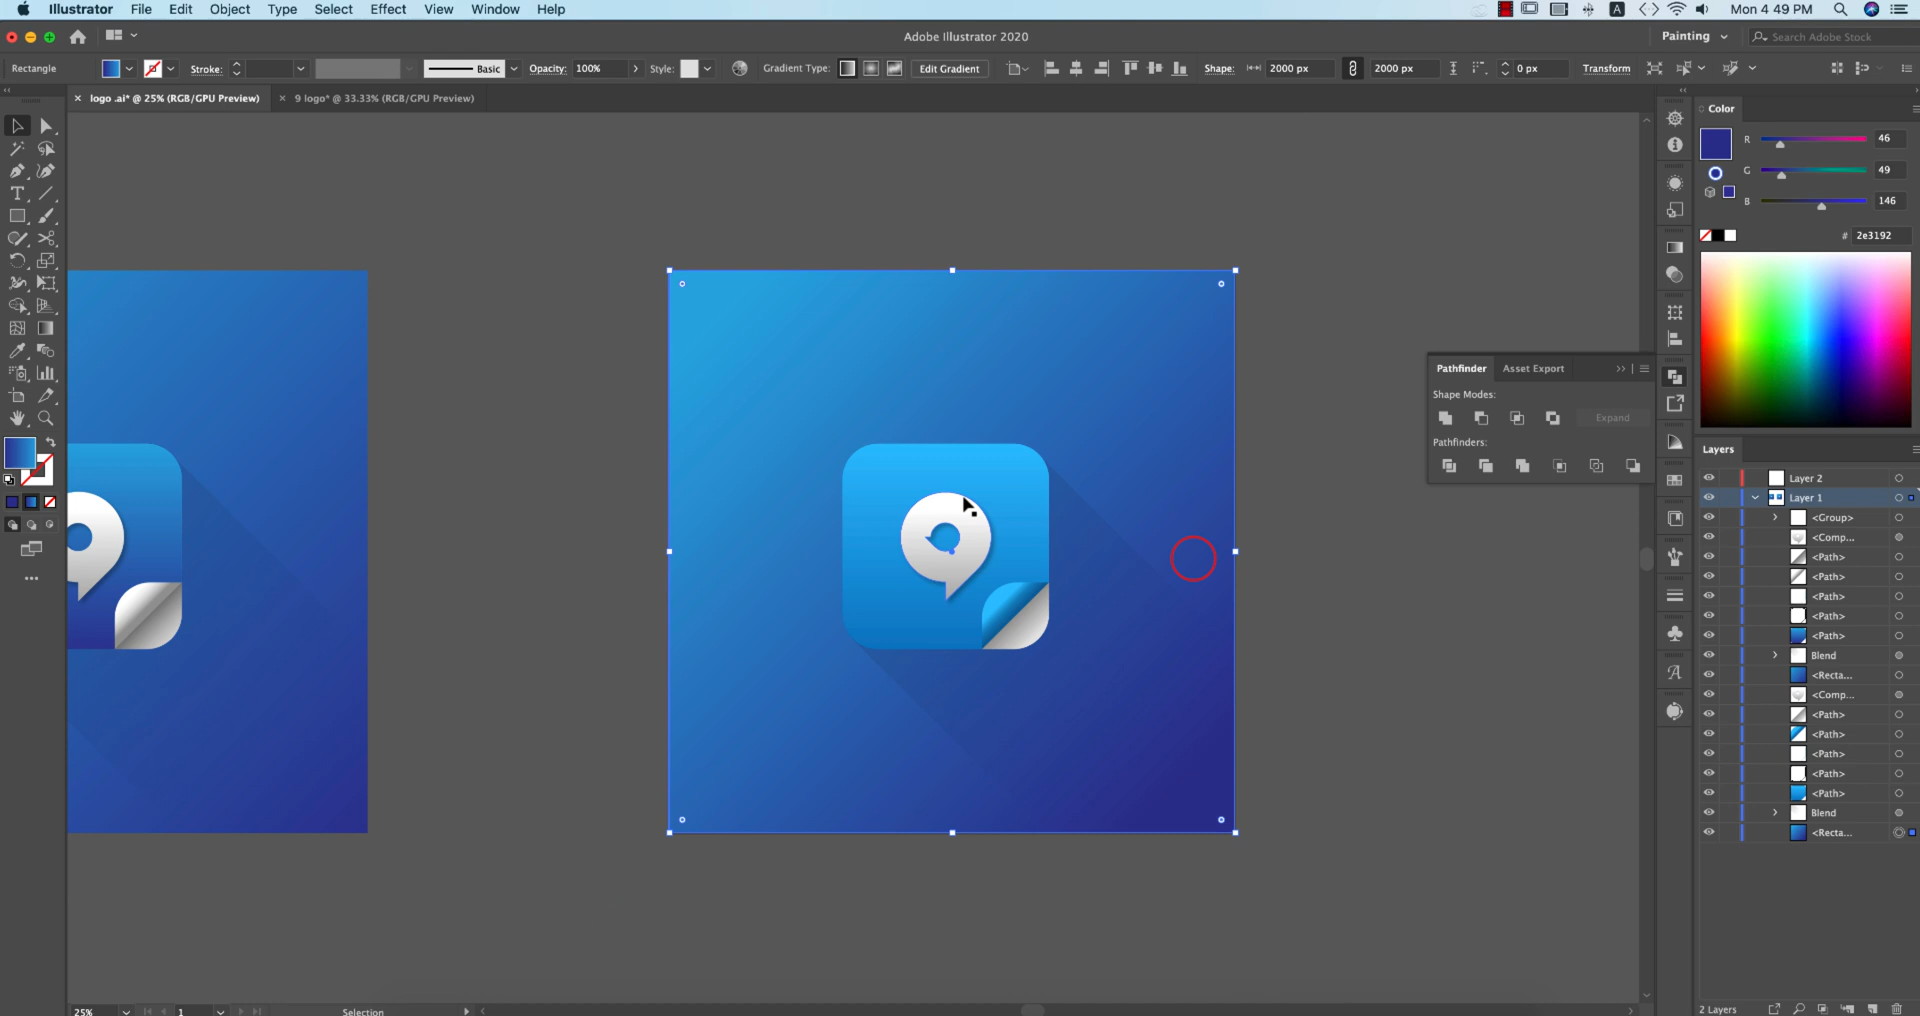 Illustrator File Edit Object Type Select Effect View Window Help
A Mon 4 49 PM
Adobe Illustrator 2020
Painting
Search Adobe Stock
Rectangle Stroke: Basic Opacity: 100% Style: Gradient Type: Edit Gradient Shape: 2000 px 2000 px 0 px Transform
logo .ai* @ 25% (RGB/GPU Preview)
9 logo* @ 33.33% (RGB/GPU Preview)
Color
R 46
G 49
B 146
# 2e3192
Pathfinder Asset Export
Shape Modes:
Expand
Pathfinders:
Layers
Layer 2
Layer 1
<Group>
<Comp...
<Path>
<Path>
<Path>
<Path>
<Path>
Blend
<Recta...
<Comp...
<Path>
<Path>
<Path>
<Path>
<Path>
Blend
<Recta...
25% 1 Selection
2 Layers